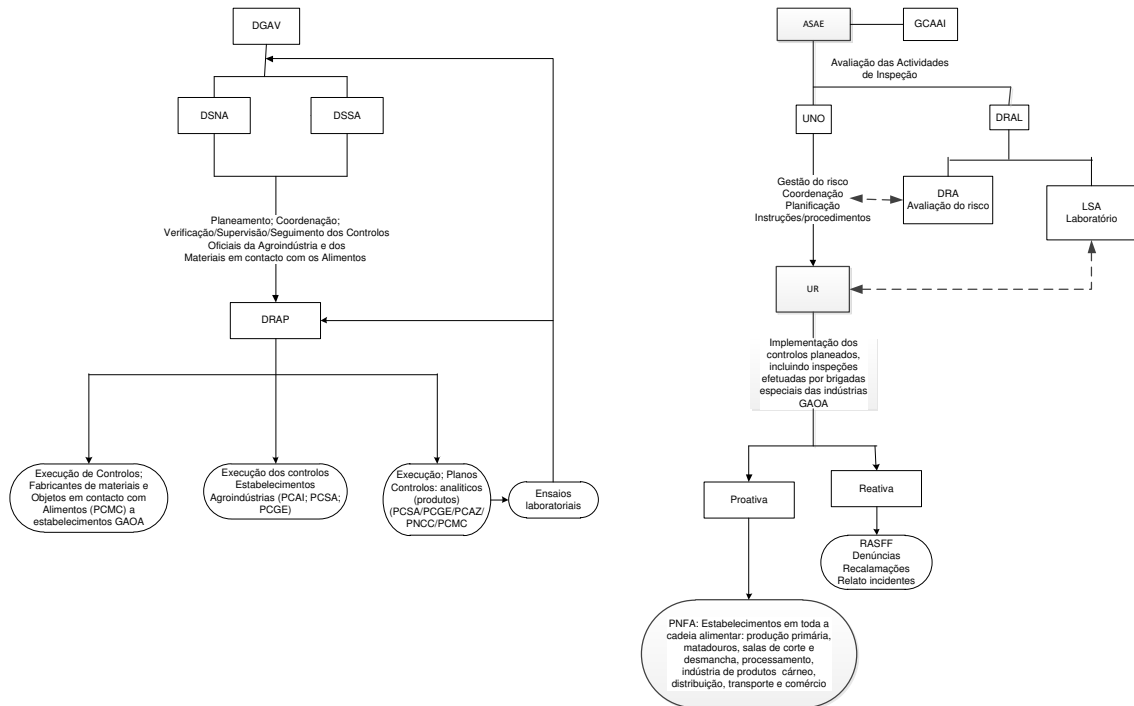 DGAV
DSNA
DSSA
Planeamento; Coordenação;
Verificação/Supervisão/Seguimento dos Controlos
Oficiais da Agroindústria e dos
Materiais em contacto com os Alimentos
DRAP
Execução de Controlos;
Fabricantes de materiais e
Objetos em contacto com
Alimentos (PCMC) a
estabelecimentos GAOA
Execução dos controlos
Estabelecimentos
Agroindústrias (PCAI; PCSA;
PCGE)
Execução; Planos
Controlos: analíticos
(produtos)
(PCSA/PCGE/PCAZ/
PNCC/PCMC
Ensaios
laboratoriais
ASAE
GCAAI
Avaliação das Actividades
de Inspeção
UNO
DRAL
Gestão do risco
Coordenação
Planificação
Instruções/procedimentos
DRA
Avaliação do risco
LSA
Laboratório
UR
Implementação dos
controlos planeados,
incluindo inspeções
efetuadas por brigadas
especiais das indústrias
GAOA
Proativa
Reativa
RASFF
Denúncias
Recalamações
Relato incidentes
PNFA: Estabelecimentos em toda a
cadeia alimentar: produção primária,
matadouros, salas de corte e
desmancha, processamento,
indústria de produtos cárneo,
distribuição, transporte e comércio